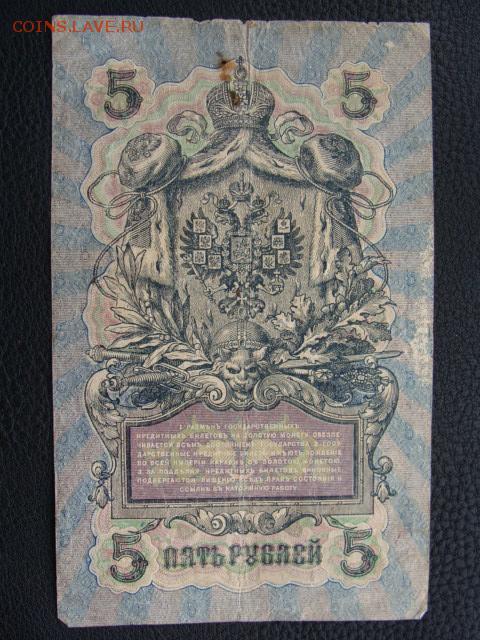 COINS.LAVE.RU
5 5
1. РАЗМѢНЪ ГОСУДАРСТВЕННЫХЪ
КРЕДИТНЫХЪ БИЛЕТОВЪ НА ЗОЛОТУЮ МОНЕТУ ОБЕЗПЕ-
ЧИВАЕТСЯ ВСѢМЪ ДОСТОЯНІЕМЪ ГОСУДАРСТВА. 2. ГОСУ-
ДАРСТВЕННЫЕ КРЕДИТНЫЕ БИЛЕТЫ ИМѢЮТЪ ХОЖДЕНІЕ
ВО ВСЕЙ ИМПЕРІИ НАРАВНѢ СЪ ЗОЛОТОЮ МОНЕТОЮ.
3. ЗА ПОДДѢЛКУ КРЕДИТНЫХЪ БИЛЕТОВЪ ВИНОВНЫЕ
ПОДВЕРГАЮТСЯ ЛИШЕНІЮ ВСѢХЪ ПРАВЪ СОСТОЯНІЯ И
ССЫЛКѢ ВЪ КАТОРЖНУЮ РАБОТУ.
5 ПЯТЬ РУБЛЕЙ 5